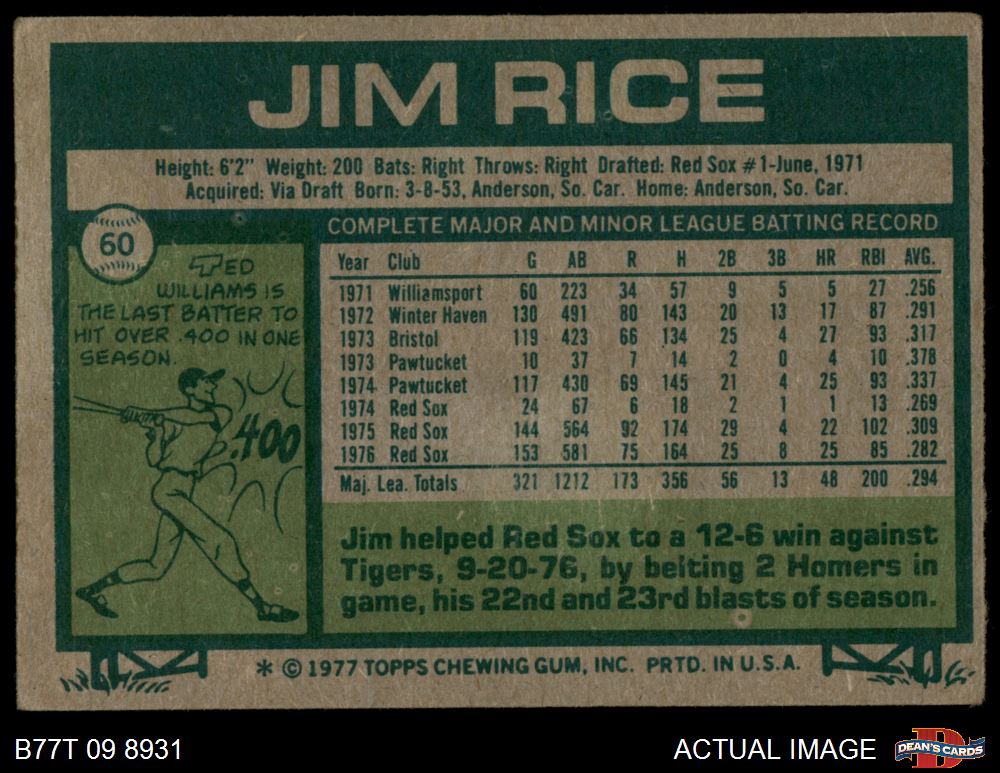 JIM RICE
Height: 6'2" Weight: 200 Bats: Right Throws: Right Drafted: Red Sox #1-June, 1971
Acquired: Via Draft Born: 3-8-53, Anderson, So. Car. Home: Anderson, So. Car.
60
TED
WILLIAMS IS
THE LAST BATTER TO
HIT OVER .400 IN ONE
SEASON.
.400
COMPLETE MAJOR AND MINOR LEAGUE BATTING RECORD
Year Club G AB R H 2B 3B HR RBI AVG.
1971 Williamsport 60 223 34 57 9 5 5 27 .256
1972 Winter Haven 130 491 80 143 20 13 17 87 .291
1973 Bristol 119 423 66 134 25 4 27 93 .317
1973 Pawtucket 10 37 7 14 2 0 4 10 .378
1974 Pawtucket 117 430 69 145 21 4 25 93 .337
1974 Red Sox 24 67 6 18 2 1 1 13 .269
1975 Red Sox 144 564 92 174 29 4 22 102 .309
1976 Red Sox 153 581 75 164 25 8 25 85 .282
Maj. Lea. Totals 321 1212 173 356 56 13 48 200 .294
Jim helped Red Sox to a 12-6 win against
Tigers, 9-20-76, by belting 2 Homers in
game, his 22nd and 23rd blasts of season.
* © 1977 TOPPS CHEWING GUM, INC. PRTD. IN U.S.A.
B77T 09 8931
ACTUAL IMAGE
D
DEAN'S CARDS